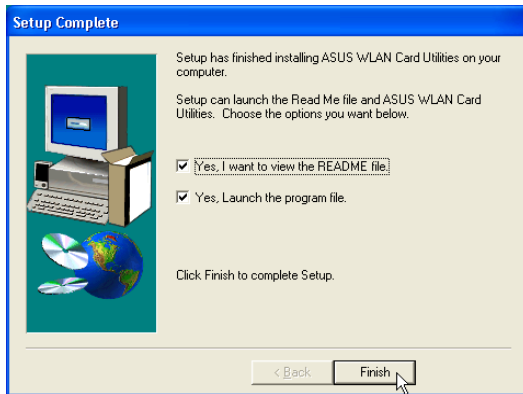 Setup Complete
Setup has finished installing ASUS WLAN Card Utilities on your
computer.
Setup can launch the Read Me file and ASUS WLAN Card
Utilities. Choose the options you want below.
Yes, I want to view the README file.
Yes, Launch the program file.
Click Finish to complete Setup.
< Back
Finish